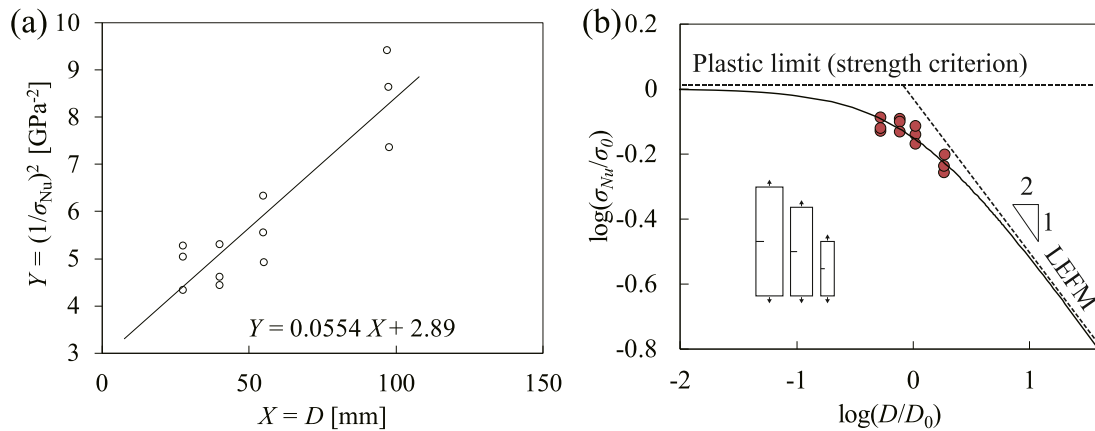 (a)
10
9
8
7
6
5
4
3
Y = (1/σNu)² [GPa⁻²]
Y = 0.0554 X + 2.89
0 50 100 150
X = D [mm]
(b)
0.2
0
-0.2
-0.4
-0.6
-0.8
log(σNu/σ0)
Plastic limit (strength criterion)
2
1
LEFM
-2 -1 0 1
log(D/D0)